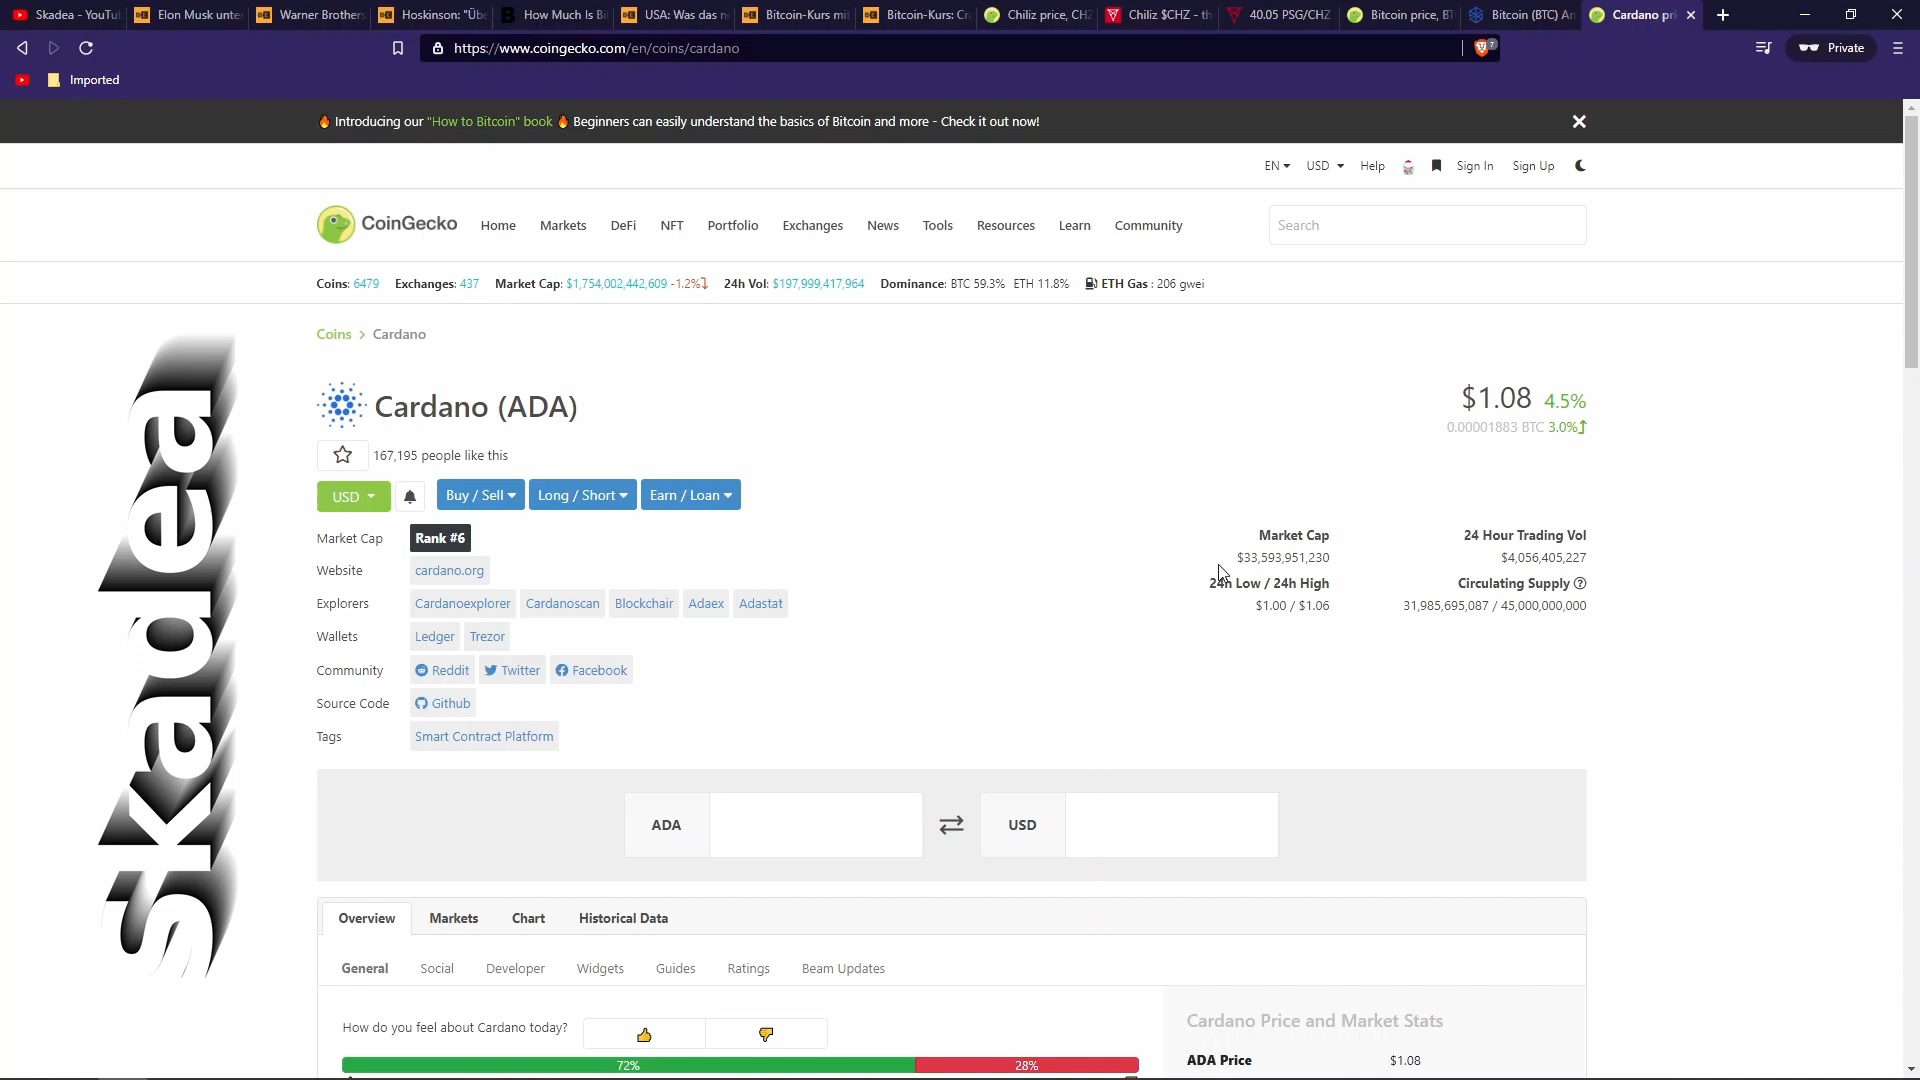 Skadea - YouTu
Elon Musk unte
Warner Brothers
Hoskinson: "Übe
How Much Is Bi
USA: Was das n
Bitcoin-Kurs mi
Bitcoin-Kurs: Cr
Chiliz price, CHZ
Chiliz $CHZ - th
40.05 PSG/CHZ
Bitcoin price, BT
Bitcoin (BTC) An
Cardano pri
https://www.coingecko.com/en/coins/cardano
7
Private
Imported
Introducing our "How to Bitcoin" book Beginners can easily understand the basics of Bitcoin and more - Check it out now!
EN USD Help Sign In Sign Up
CoinGecko Home Markets DeFi NFT Portfolio Exchanges News Tools Resources Learn Community Search
Coins: 6479 Exchanges: 437 Market Cap: $1,754,002,442,609 -1.2% 24h Vol: $197,999,417,964 Dominance: BTC 59.3% ETH 11.8% ETH Gas : 206 gwei
Coins > Cardano
skadea
Cardano (ADA)
$1.08 4.5%
0.00001883 BTC 3.0%
167,195 people like this
USD Buy / Sell Long / Short Earn / Loan
Market Cap Rank #6
Website cardano.org
Explorers Cardanoexplorer Cardanoscan Blockchair Adaex Adastat
Wallets Ledger Trezor
Community Reddit Twitter Facebook
Source Code Github
Tags Smart Contract Platform
Market Cap 24 Hour Trading Vol
$33,593,951,230 $4,056,405,227
24h Low / 24h High Circulating Supply
$1.00 / $1.06 31,985,695,087 / 45,000,000,000
ADA USD
Overview Markets Chart Historical Data
General Social Developer Widgets Guides Ratings Beam Updates
How do you feel about Cardano today?
72% 28%
Cardano Price and Market Stats
ADA Price $1.08